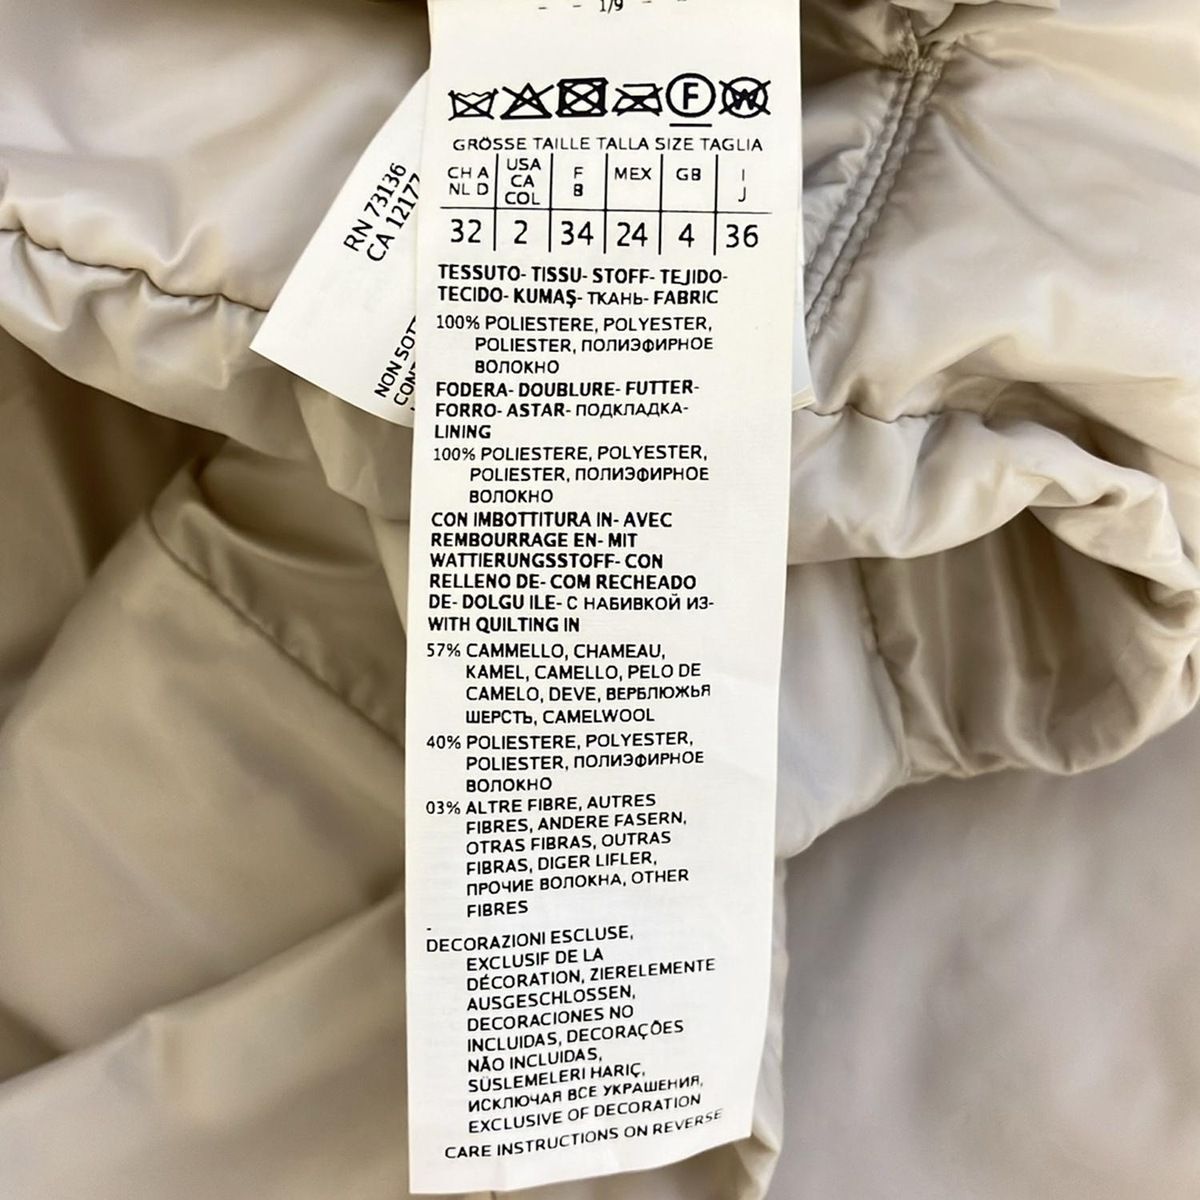 - - 1/9 - -
F W
GRÖSSE TAILLE TALLA SIZE TAGLIA
CH A NL D USA CA COL F B MEX GB I J
32 2 34 24 4 36
TESSUTO- TISSU- STOFF- TEJIDO-
TECIDO- KUMAŞ- ТКАНЬ- FABRIC
100% POLIESTERE, POLYESTER,
POLIESTER, ПОЛИЭФИРНОЕ
ВОЛОКНО
FODERA- DOUBLURE- FUTTER-
FORRO- ASTAR- ПОДКЛАДКА-
LINING
100% POLIESTERE, POLYESTER,
POLIESTER, ПОЛИЭФИРНОЕ
ВОЛОКНО
CON IMBOTTITURA IN- AVEC
REMBOURRAGE EN- MIT
WATTIERUNGSSTOFF- CON
RELLENO DE- COM RECHEADO
DE- DOLGU ILE- С НАБИВКОЙ ИЗ-
WITH QUILTING IN
57% CAMMELLO, CHAMEAU,
KAMEL, CAMELLO, PELO DE
CAMELO, DEVE, ВЕРБЛЮЖЬЯ
ШЕРСТЬ, CAMELWOOL
40% POLIESTERE, POLYESTER,
POLIESTER, ПОЛИЭФИРНОЕ
ВОЛОКНО
03% ALTRE FIBRE, AUTRES
FIBRES, ANDERE FASERN,
OTRAS FIBRAS, OUTRAS
FIBRAS, DIGER LIFLER,
ПРОЧИЕ ВОЛОКНА, OTHER
FIBRES
-
DECORAZIONI ESCLUSE,
EXCLUSIF DE LA
DÉCORATION, ZIERELEMENTE
AUSGESCHLOSSEN,
DECORACIONES NO
INCLUIDAS, DECORAÇÕES
NÃO INCLUIDAS,
SÜSLEMELERI HARIÇ,
ИСКЛЮЧАЯ ВСЕ УКРАШЕНИЯ,
EXCLUSIVE OF DECORATION
CARE INSTRUCTIONS ON REVERSE
RN 73136
CA 12177
NON SOTT
CON